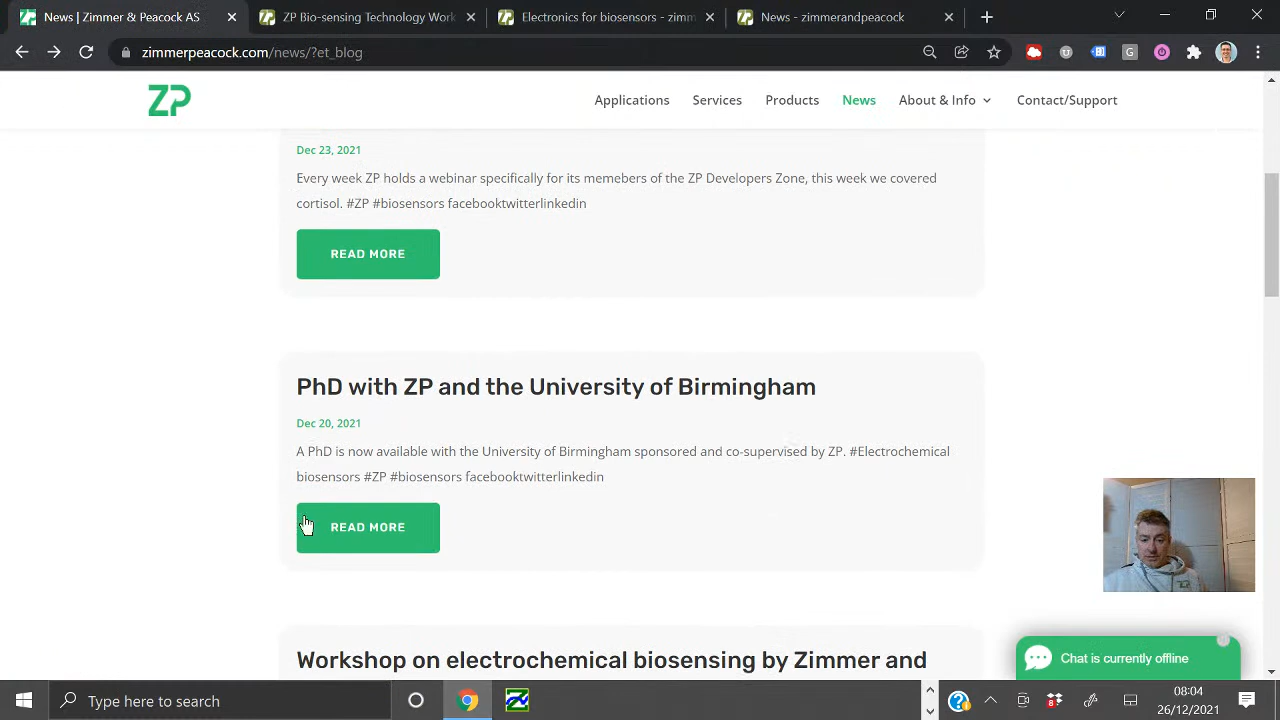 News | Zimmer & Peacock AS
ZP Bio-sensing Technology Work
Electronics for biosensors - zimm
News - zimmerandpeacock
zimmerpeacock.com/news/?et_blog
G
ZP
Applications
Services
Products
News
About & Info
Contact/Support
Dec 23, 2021
Every week ZP holds a webinar specifically for its memebers of the ZP Developers Zone, this week we covered
cortisol. #ZP #biosensors facebooktwitterlinkedin
READ MORE
PhD with ZP and the University of Birmingham
Dec 20, 2021
A PhD is now available with the University of Birmingham sponsored and co-supervised by ZP. #Electrochemical
biosensors #ZP #biosensors facebooktwitterlinkedin
READ MORE
Workshop on electrochemical biosensing by Zimmer and
Chat is currently offline
Type here to search
8
08:04
26/12/2021